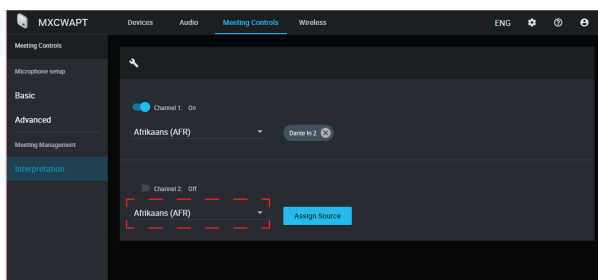 MXCWAPT Devices Audio Meeting Controls Wireless ENG
Meeting Controls
Microphone setup
Basic
Advanced
Meeting Management
Interpretation
Channel 1: On
Afrikaans (AFR) Dante In 2
Channel 2: Off
Afrikaans (AFR) Assign Source